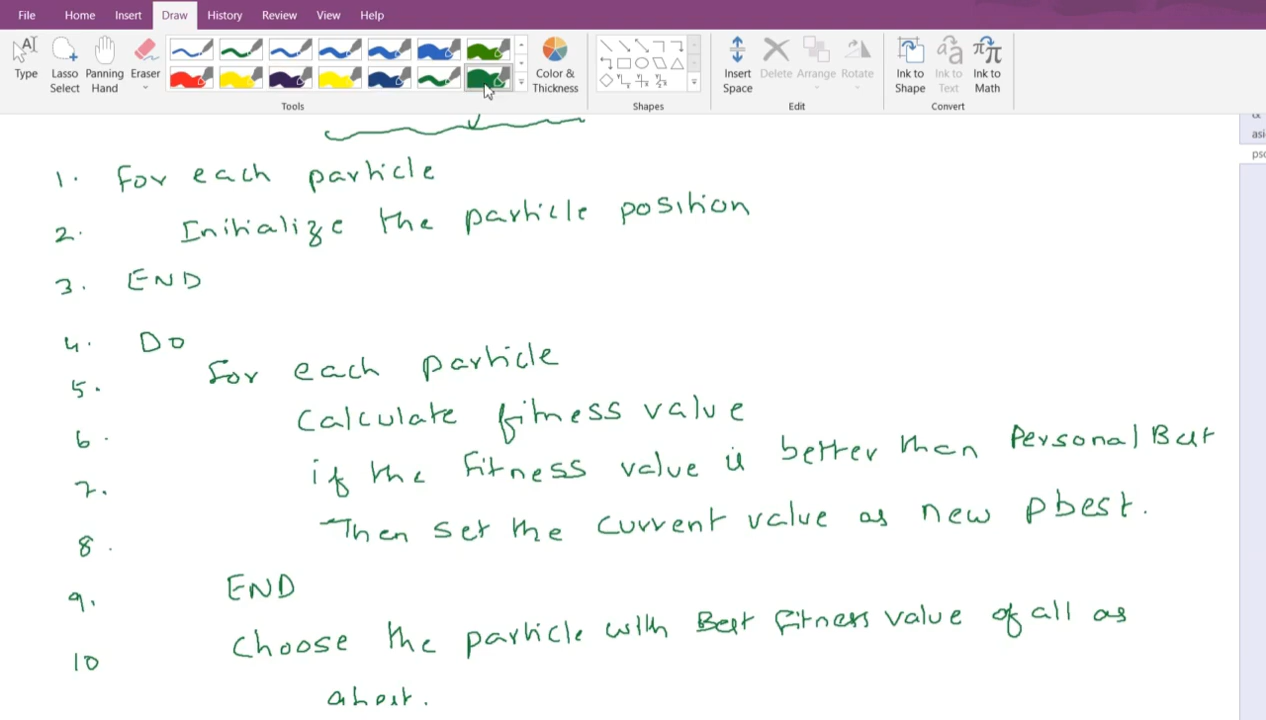 File Home Insert Draw History Review View Help
Type Lasso Select Panning Hand Eraser Color & Thickness Insert Space Delete Arrange Rotate Ink to Shape Ink to Text Ink to Math
Tools Shapes Edit Convert
asi
pso
1. For each particle
2. Initialize the particle position
3. END
4. Do
5. For each particle
6. Calculate fitness value
7. if the Fitness value is better than Personal Best
8. Then set the current value as new pbest.
9. END
10 choose the particle with Best Fitness value of all as
gbest.